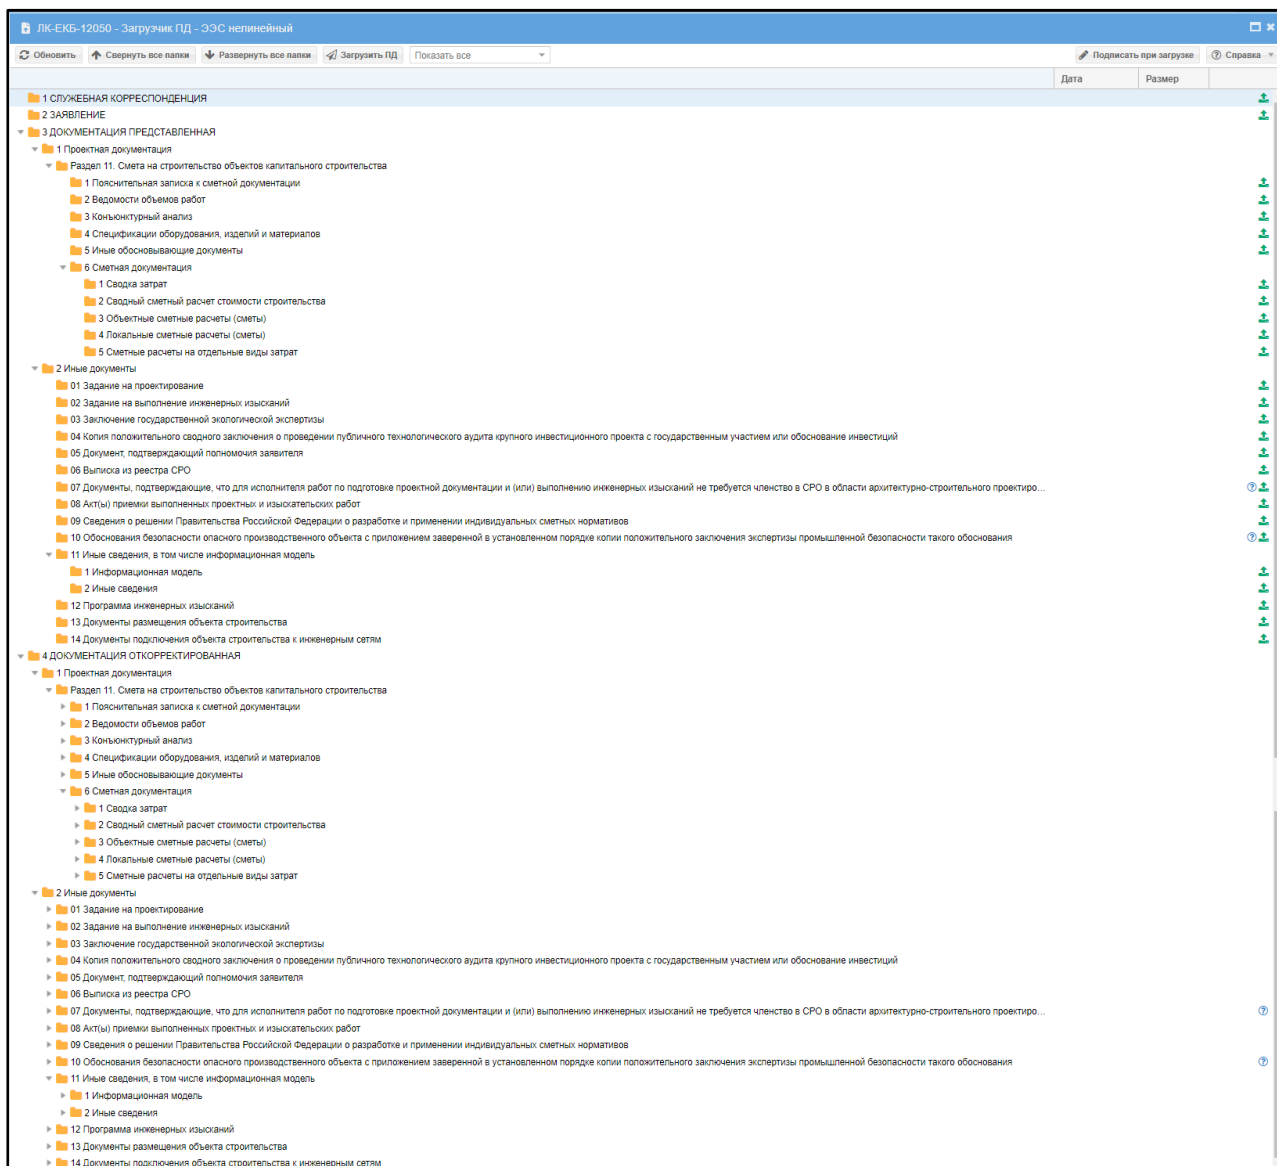 ЛК-ЕКБ-12050 - Загрузчик ПД - ЭЭС нелинейный
Обновить Свернуть все папки Развернуть все папки Загрузить ПД Показать все Подписать при загрузке Справка
Дата Размер
1 СЛУЖЕБНАЯ КОРРЕСПОНДЕНЦИЯ
2 ЗАЯВЛЕНИЕ
3 ДОКУМЕНТАЦИЯ ПРЕДСТАВЛЕННАЯ
1 Проектная документация
Раздел 11. Смета на строительство объектов капитального строительства
1 Пояснительная записка к сметной документации
2 Ведомости объемов работ
3 Конъюнктурный анализ
4 Спецификации оборудования, изделий и материалов
5 Иные обосновывающие документы
6 Сметная документация
1 Сводка затрат
2 Сводный сметный расчет стоимости строительства
3 Объектные сметные расчеты (сметы)
4 Локальные сметные расчеты (сметы)
5 Сметные расчеты на отдельные виды затрат
2 Иные документы
01 Задание на проектирование
02 Задание на выполнение инженерных изысканий
03 Заключение государственной экологической экспертизы
04 Копия положительного сводного заключения о проведении публичного технологического аудита крупного инвестиционного проекта с государственным участием или обоснование инвестиций
05 Документ, подтверждающий полномочия заявителя
06 Выписка из реестра СРО
07 Документы, подтверждающие, что для исполнителя работ по подготовке проектной документации и (или) выполнению инженерных изысканий не требуется членство в СРО в области архитектурно-строительного проектиро...
08 Акт(ы) приемки выполненных проектных и изыскательских работ
09 Сведения о решении Правительства Российской Федерации о разработке и применении индивидуальных сметных нормативов
10 Обоснования безопасности опасного производственного объекта с приложением заверенной в установленном порядке копии положительного заключения экспертизы промышленной безопасности такого обоснования
11 Иные сведения, в том числе информационная модель
1 Информационная модель
2 Иные сведения
12 Программа инженерных изысканий
13 Документы размещения объекта строительства
14 Документы подключения объекта строительства к инженерным сетям
4 ДОКУМЕНТАЦИЯ ОТКОРРЕКТИРОВАННАЯ
1 Проектная документация
Раздел 11. Смета на строительство объектов капитального строительства
1 Пояснительная записка к сметной документации
2 Ведомости объемов работ
3 Конъюнктурный анализ
4 Спецификации оборудования, изделий и материалов
5 Иные обосновывающие документы
6 Сметная документация
1 Сводка затрат
2 Сводный сметный расчет стоимости строительства
3 Объектные сметные расчеты (сметы)
4 Локальные сметные расчеты (сметы)
5 Сметные расчеты на отдельные виды затрат
2 Иные документы
01 Задание на проектирование
02 Задание на выполнение инженерных изысканий
03 Заключение государственной экологической экспертизы
04 Копия положительного сводного заключения о проведении публичного технологического аудита крупного инвестиционного проекта с государственным участием или обоснование инвестиций
05 Документ, подтверждающий полномочия заявителя
06 Выписка из реестра СРО
07 Документы, подтверждающие, что для исполнителя работ по подготовке проектной документации и (или) выполнению инженерных изысканий не требуется членство в СРО в области архитектурно-строительного проектиро...
08 Акт(ы) приемки выполненных проектных и изыскательских работ
09 Сведения о решении Правительства Российской Федерации о разработке и применении индивидуальных сметных нормативов
10 Обоснования безопасности опасного производственного объекта с приложением заверенной в установленном порядке копии положительного заключения экспертизы промышленной безопасности такого обоснования
11 Иные сведения, в том числе информационная модель
1 Информационная модель
2 Иные сведения
12 Программа инженерных изысканий
13 Документы размещения объекта строительства
14 Документы подключения объекта строительства к инженерным сетям